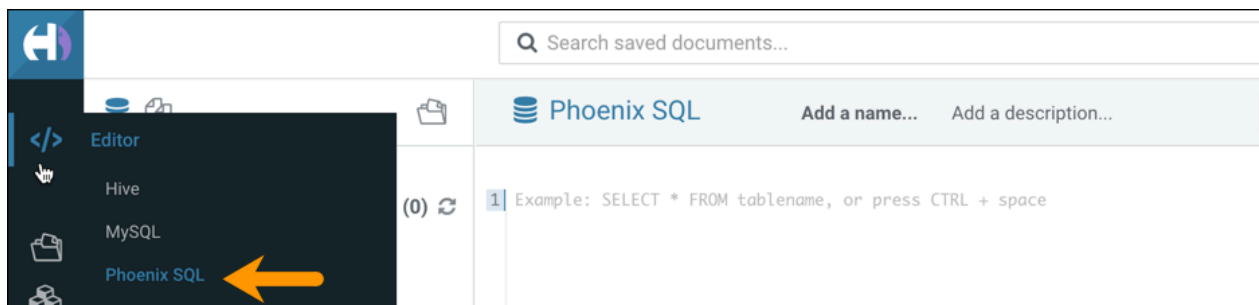 Search saved documents...
Phoenix SQL Add a name... Add a description...
</> Editor
Hive
(0)
MySQL
Phoenix SQL
1 Example: SELECT * FROM tablename, or press CTRL + space